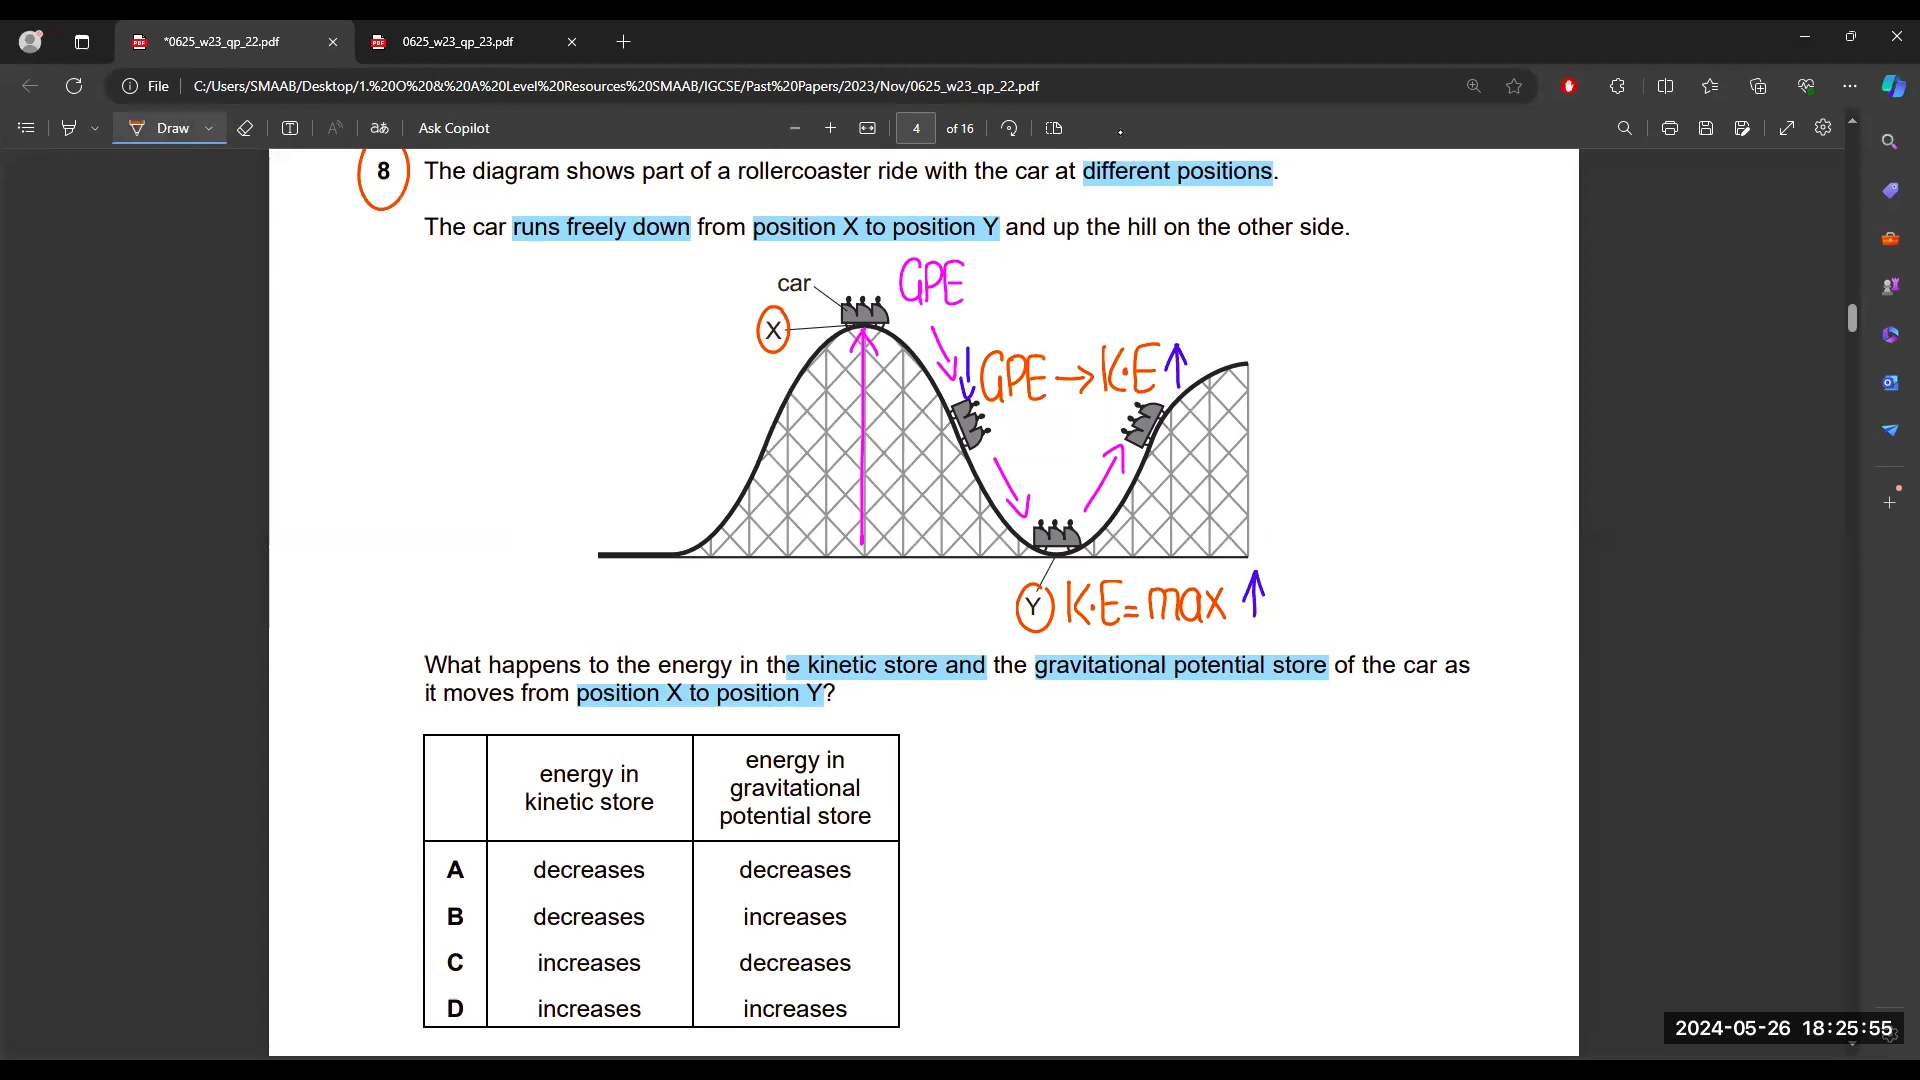 *0625_w23_qp_22.pdf
0625_w23_qp_23.pdf
File
C:/Users/SMAAB/Desktop/1.%20O%20&%20A%20Level%20Resources%20SMAAB/IGCSE/Past%20Papers/2023/Nov/0625_w23_qp_22.pdf
Draw
Ask Copilot
4 of 16
8 The diagram shows part of a rollercoaster ride with the car at different positions.
The car runs freely down from position X to position Y and up the hill on the other side.
car
GPE
X
GPE → K.E ↑
Y K.E = max ↑
What happens to the energy in the kinetic store and the gravitational potential store of the car as
it moves from position X to position Y?
energy in kinetic store
energy in gravitational potential store
A decreases decreases
B decreases increases
C increases decreases
D increases increases
2024-05-26 18:25:55